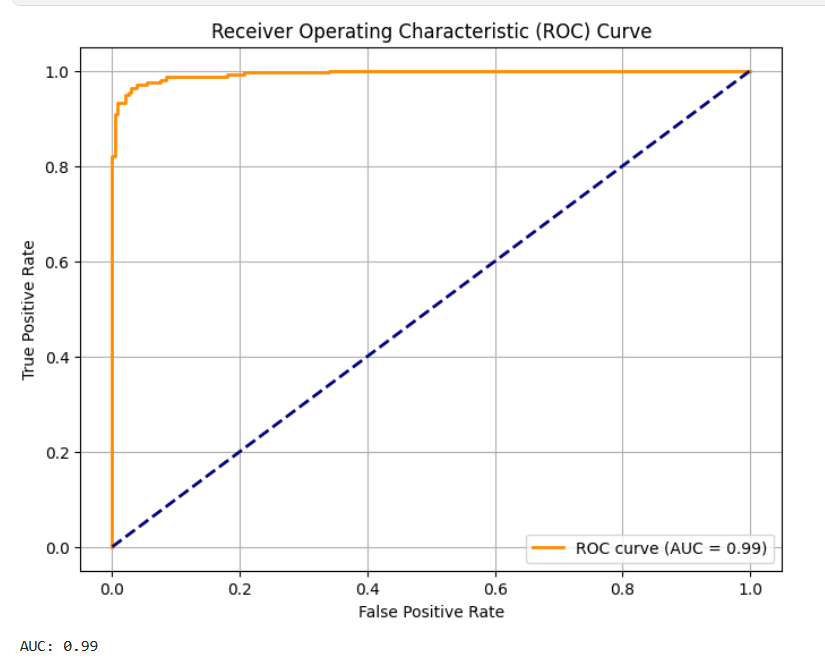 Receiver Operating Characteristic (ROC) Curve
1.0
0.8
0.6
0.4
0.2
0.0
True Positive Rate
ROC curve (AUC = 0.99)
0.0 0.2 0.4 0.6 0.8 1.0
False Positive Rate
AUC: 0.99